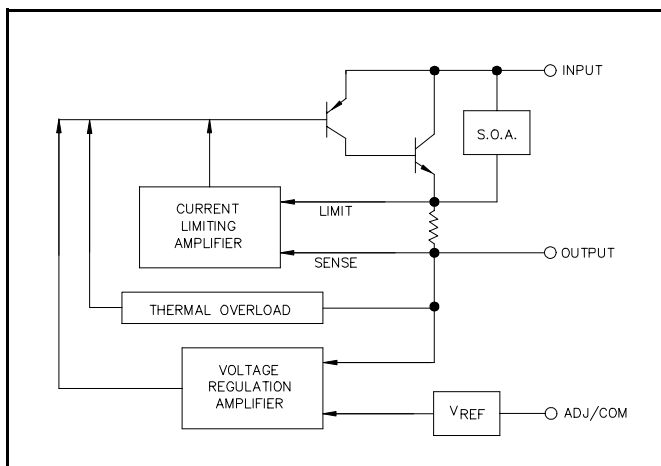 INPUT
S.O.A.
CURRENT
LIMITING
AMPLIFIER
LIMIT
SENSE
OUTPUT
THERMAL OVERLOAD
VOLTAGE
REGULATION
AMPLIFIER
VREF
ADJ/COM